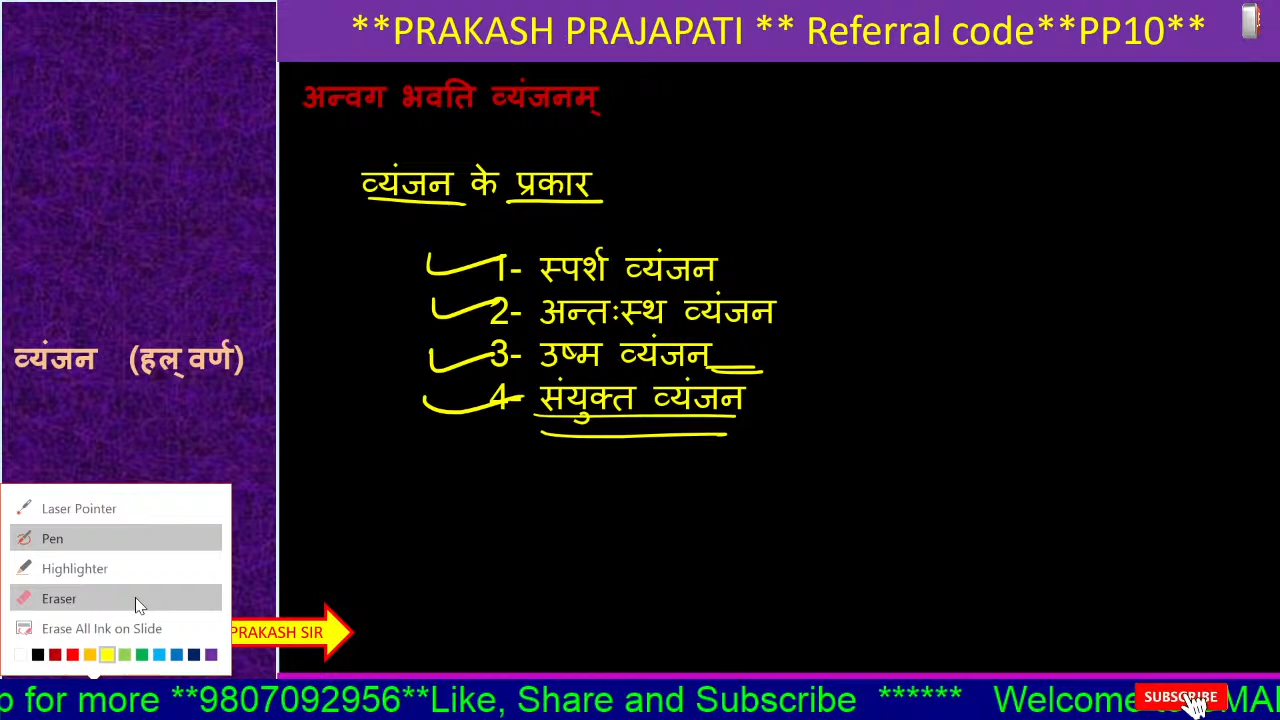 **PRAKASH PRAJAPATI ** Referral code**PP10**
अन्वग भवति व्यंजनम्
व्यंजन के प्रकार
1- स्पर्श व्यंजन
2- अन्तःस्थ व्यंजन
3- उष्म व्यंजन
4- संयुक्त व्यंजन
व्यंजन (हल् वर्ण)
Laser Pointer
Pen
Highlighter
Eraser
Erase All Ink on Slide
PRAKASH SIR
for more **9807092956**Like, Share and Subscribe ****** Welcome
SUBSCRIBE